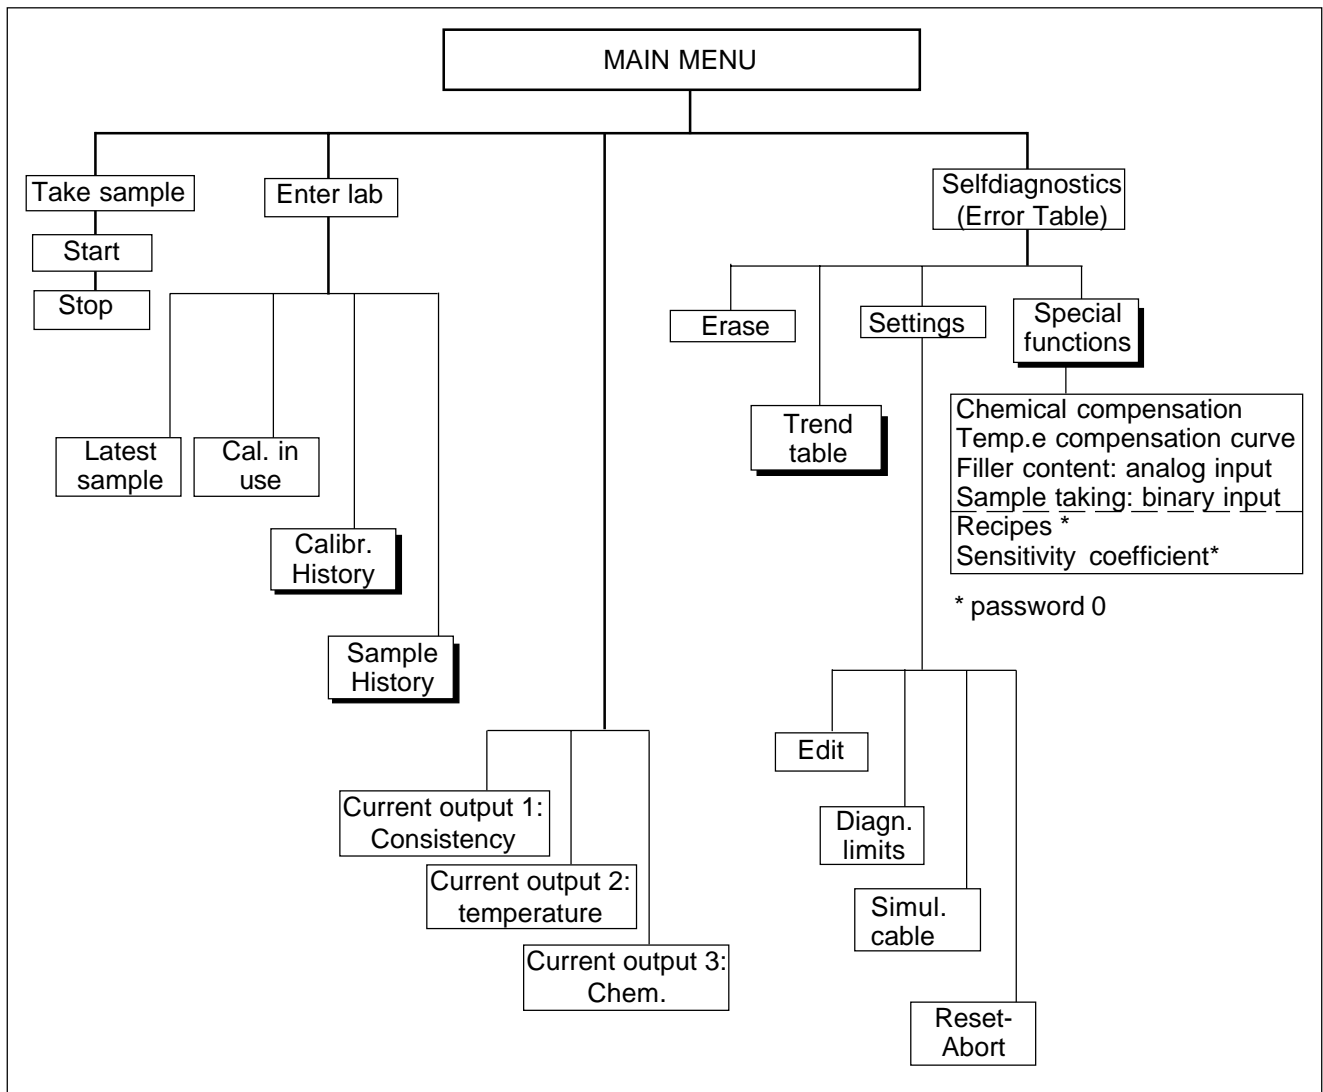 MAIN MENU
Take sample
Start
Stop
Enter lab
Latest
sample
Cal. in
use
Calibr.
History
Sample
History
Current output 1:
Consistency
Current output 2:
temperature
Current output 3:
Chem.
Selfdiagnostics
(Error Table)
Erase
Trend
table
Settings
Special
functions
Chemical compensation
Temp.e compensation curve
Filler content: analog input
Sample taking: binary input
Recipes *
Sensitivity coefficient*
* password 0
Edit
Diagn.
limits
Simul.
cable
Reset-
Abort